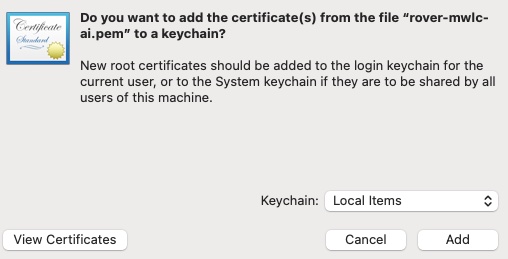 Certificate
Standard
Do you want to add the certificate(s) from the file “rover-mwlc-
ai.pem” to a keychain?
New root certificates should be added to the login keychain for the
current user, or to the System keychain if they are to be shared by all
users of this machine.
Keychain: Local Items
View Certificates Cancel Add